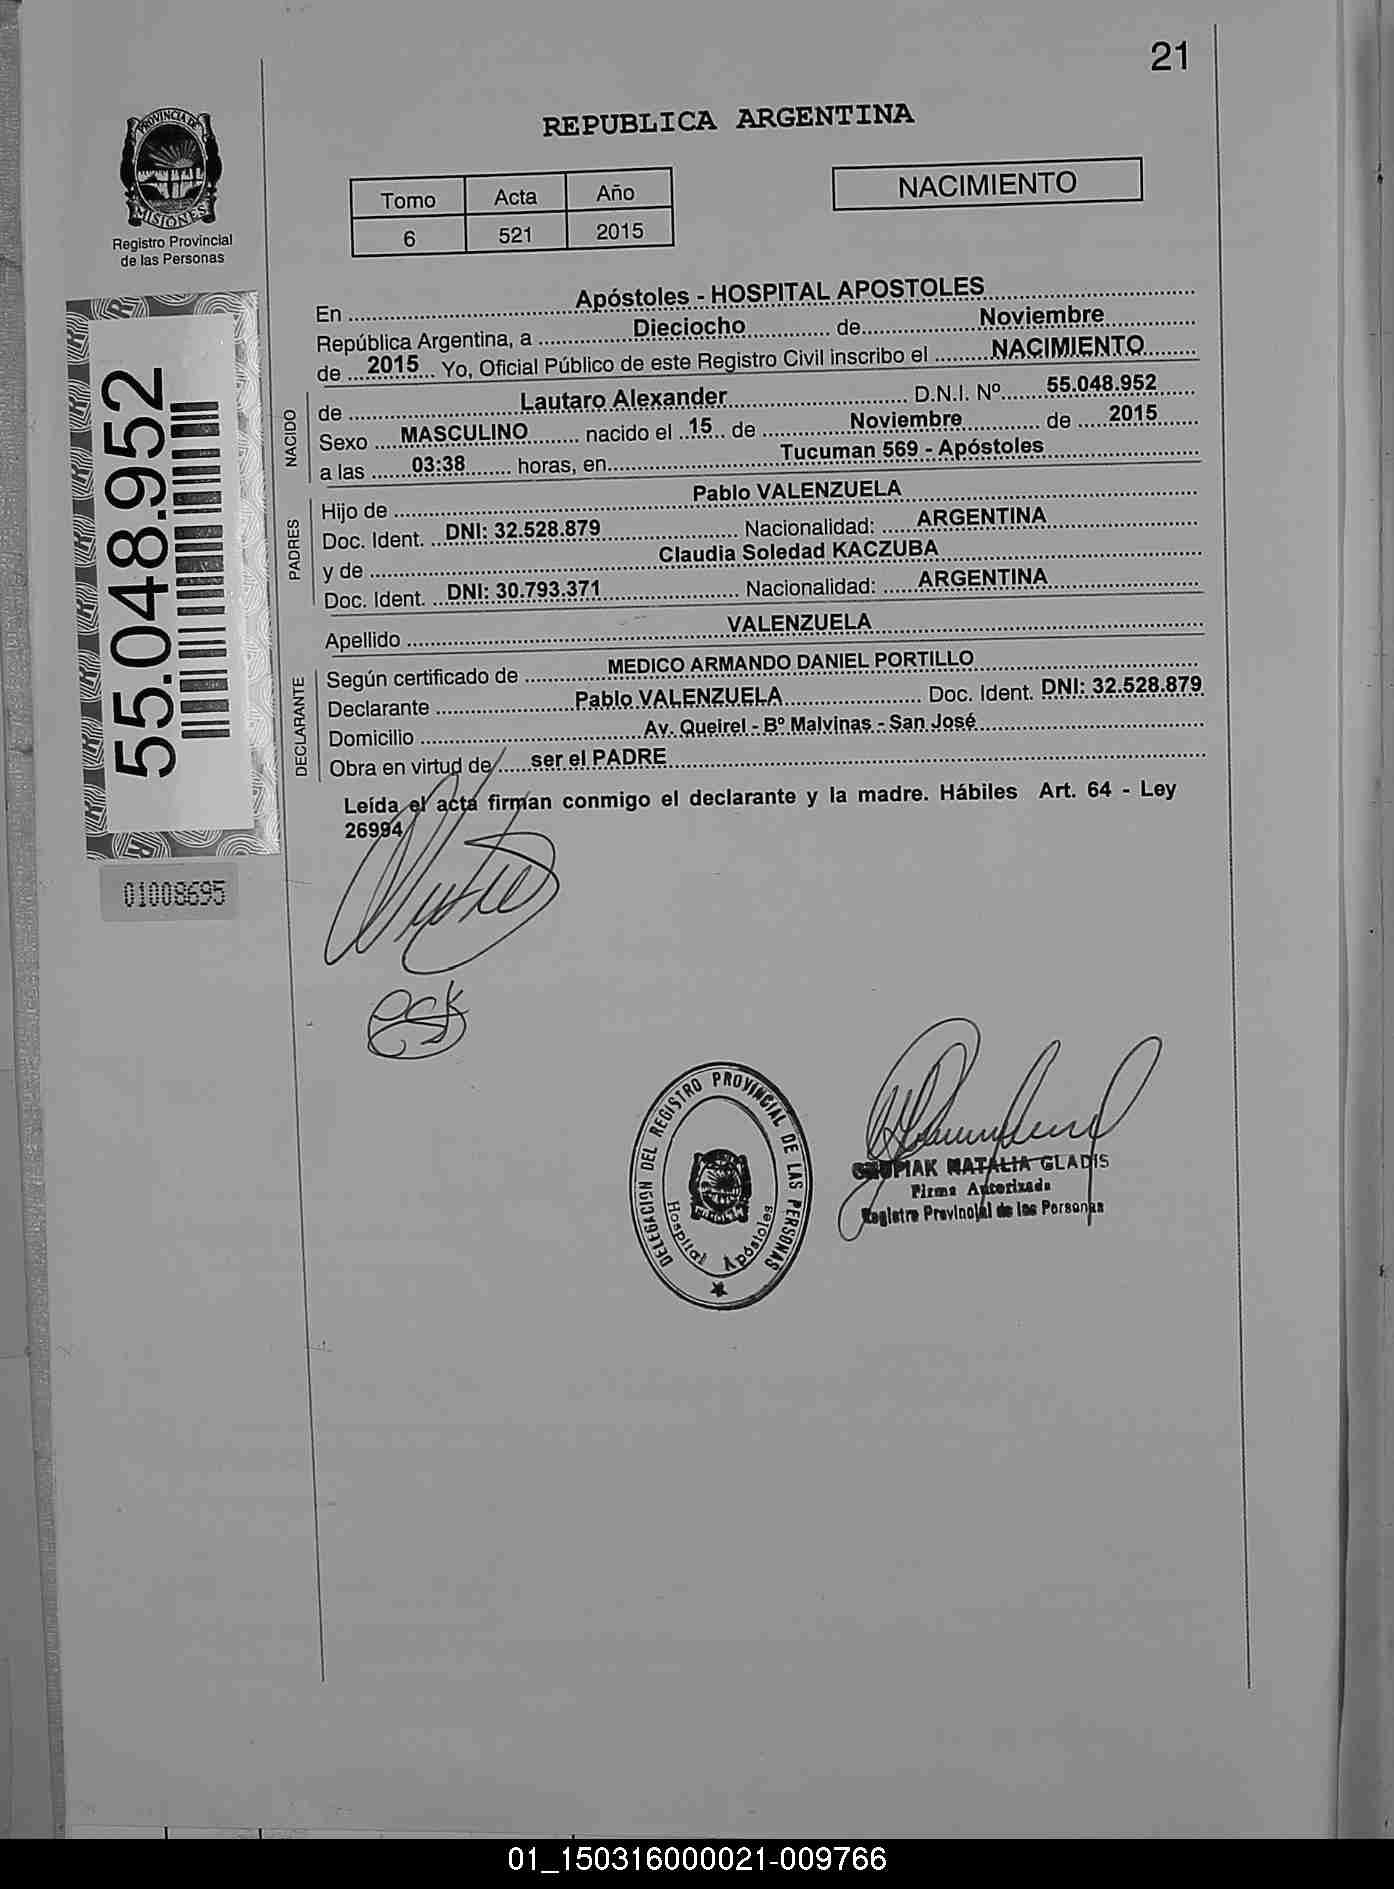 21
REPUBLICA ARGENTINA
PROVINCIA DE
MISIONES
Registro Provincial
de las Personas
Tomo Acta Año
6 521 2015
NACIMIENTO
55.048.952
01008695
En Apóstoles - HOSPITAL APOSTOLES
República Argentina, a Dieciocho de Noviembre
de 2015 Yo, Oficial Público de este Registro Civil inscribo el NACIMIENTO
NACIDO
de Lautaro Alexander D.N.I. Nº 55.048.952
Sexo MASCULINO nacido el 15 de Noviembre de 2015
a las 03:38 horas, en Tucuman 569 - Apóstoles
PADRES
Hijo de Pablo VALENZUELA
Doc. Ident. DNI: 32.528.879 Nacionalidad: ARGENTINA
y de Claudia Soledad KACZUBA
Doc. Ident. DNI: 30.793.371 Nacionalidad: ARGENTINA
Apellido VALENZUELA
DECLARANTE
Según certificado de MEDICO ARMANDO DANIEL PORTILLO
Declarante Pablo VALENZUELA Doc. Ident. DNI: 32.528.879
Domicilio Av. Queirel - Bº Malvinas - San José
Obra en virtud de ser el PADRE
Leída el acta firman conmigo el declarante y la madre. Hábiles Art. 64 - Ley
26994
DELEGACION DEL REGISTRO PROVINCIAL DE LAS PERSONAS
Hospital Apóstoles
NATALIA GLADIS
Firma Autorizada
Registro Provincial de las Personas
01_150316000021-009766